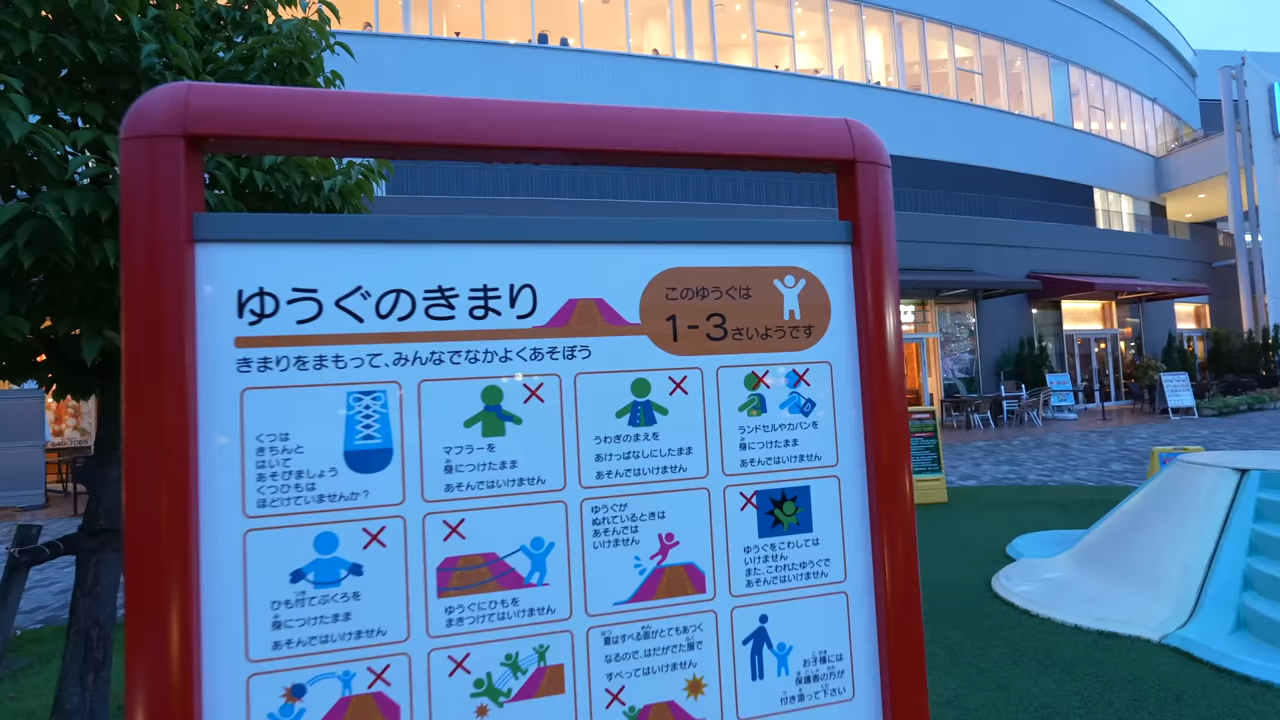 ゆうぐのきまり
このゆうぐは
1-3さいようです
きまりをまもって、みんなでなかよくあそぼう
くつは
きちんと
はいて
あそびましょう
くつひもは
ほどけていませんか?
マフラーを
身につけたまま
あそんではいけません
うわぎのまえを
あけっぱなしにしたまま
あそんではいけません
ランドセルやカバンを
身につけたまま
あそんではいけません
ひも付てぶくろを
身につけたまま
あそんではいけません
ゆうぐにひもを
まきつけてはいけません
ゆうぐが
ぬれているときは
あそんでは
いけません
ゆうぐをこわしては
いけません
また、こわれたゆうぐで
あそんではいけません
夏はすべる面がとてもあつく
なるので、はだがでた服で
すべってはいけません
お子様には
保護者の方が
付き添って下さい